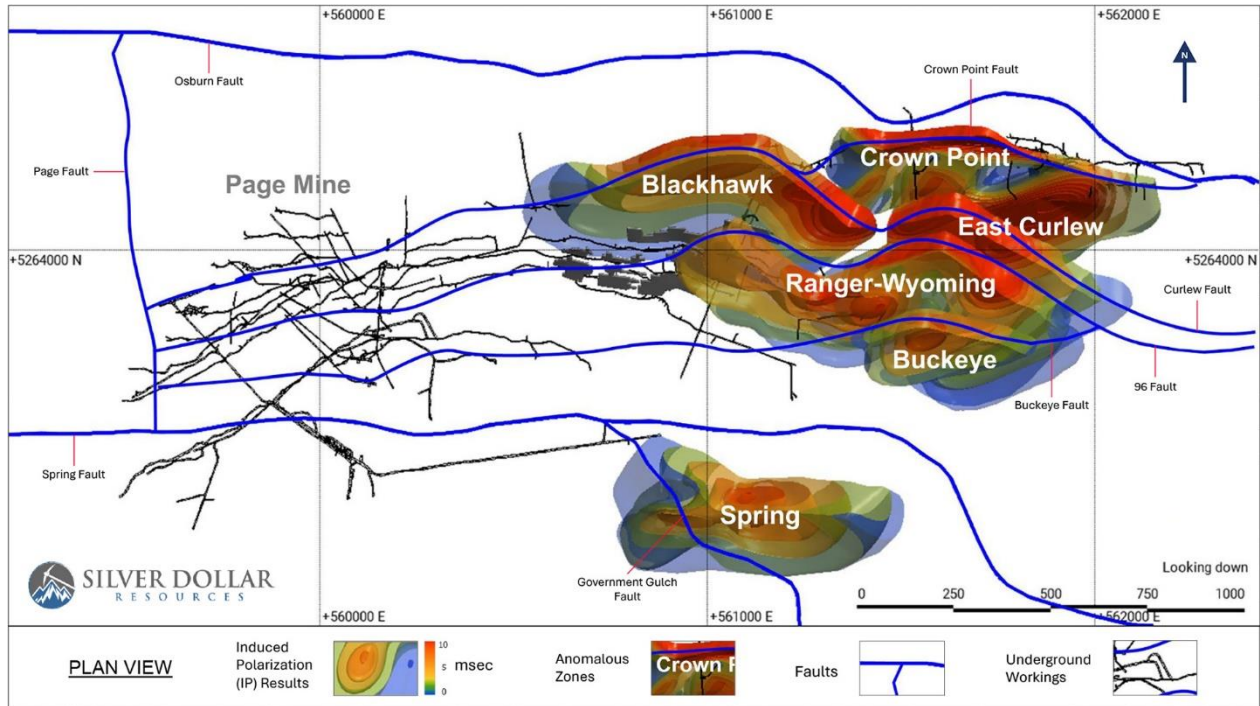 +560000 E
+561000 E
+562000 E
Osburn Fault
Crown Point Fault
N
Page Fault
Page Mine
Crown Point
Blackhawk
East Curlew
+5264000 N
+5264000 N
Ranger-Wyoming
Curlew Fault
Buckeye
96 Fault
Buckeye Fault
Spring Fault
Spring
Looking down
SILVER DOLLAR
RESOURCES
Government Gulch
Fault
0 250 500 750 1000
+560000 E
+561000 E
+562000 E
PLAN VIEW
Induced
Polarization
(IP) Results
10
5
0
msec
Anomalous
Zones
Crown P
Faults
Underground
Workings